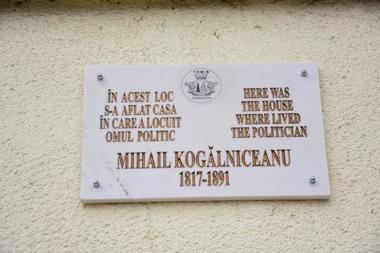 ÎN ACEST LOC
S-A AFLAT CASA
ÎN CARE A LOCUIT
OMUL POLITIC
HERE WAS
THE HOUSE
WHERE LIVED
THE POLITICIAN
MIHAIL KOGĂLNICEANU
1817-1891